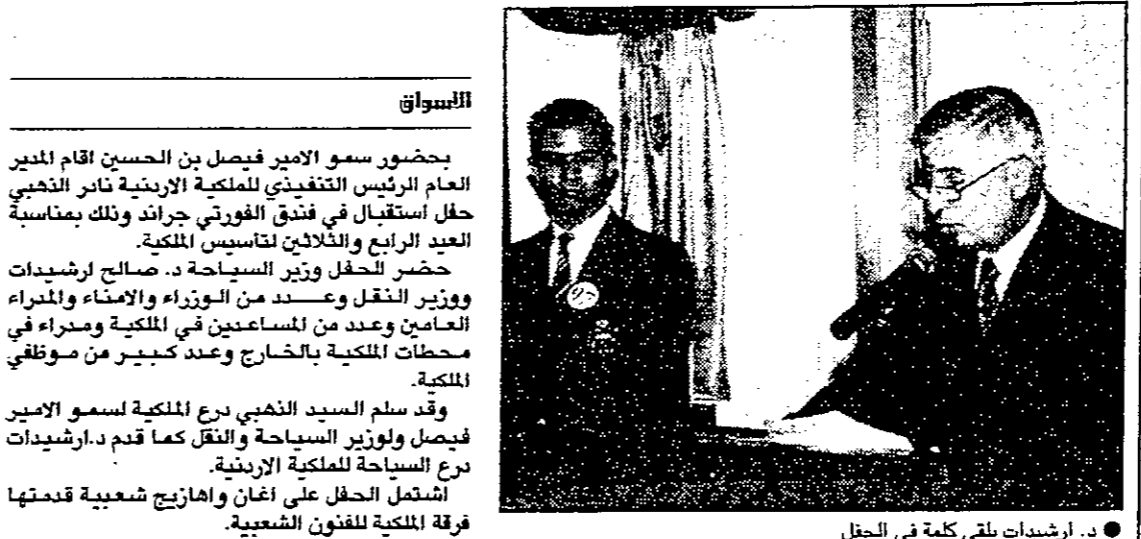 الاسواق
بحضور سمو الامير فيصل بن الحسين اقام المدير
العام الرئيس التنفيذي للملكية الاردنية نادر الذهبي
حفل استقبال في فندق الفورتي جراند وذلك بمناسبة
العيد الرابع والثلاثين لتاسيس الملكية.
حضر الحفل وزير السياحة د. صالح ارشيدات
ووزير النقل وعدد من الوزراء والامناء والمدراء
العامين وعدد من المساعدين في الملكية ومدراء في
محطات الملكية بالخارج وعدد كبير من موظفي
الملكية.
وقد سلم السيد الذهبي درع الملكية لسمو الامير
فيصل ولوزير السياحة والنقل كما قدم د.ارشيدات
درع السياحة للملكية الاردنية.
اشتمل الحفل على اغان واهازيج شعبية قدمتها
فرقة الملكية للفنون الشعبية.
● د. ارشيدات يلقي كلمة في الحفل